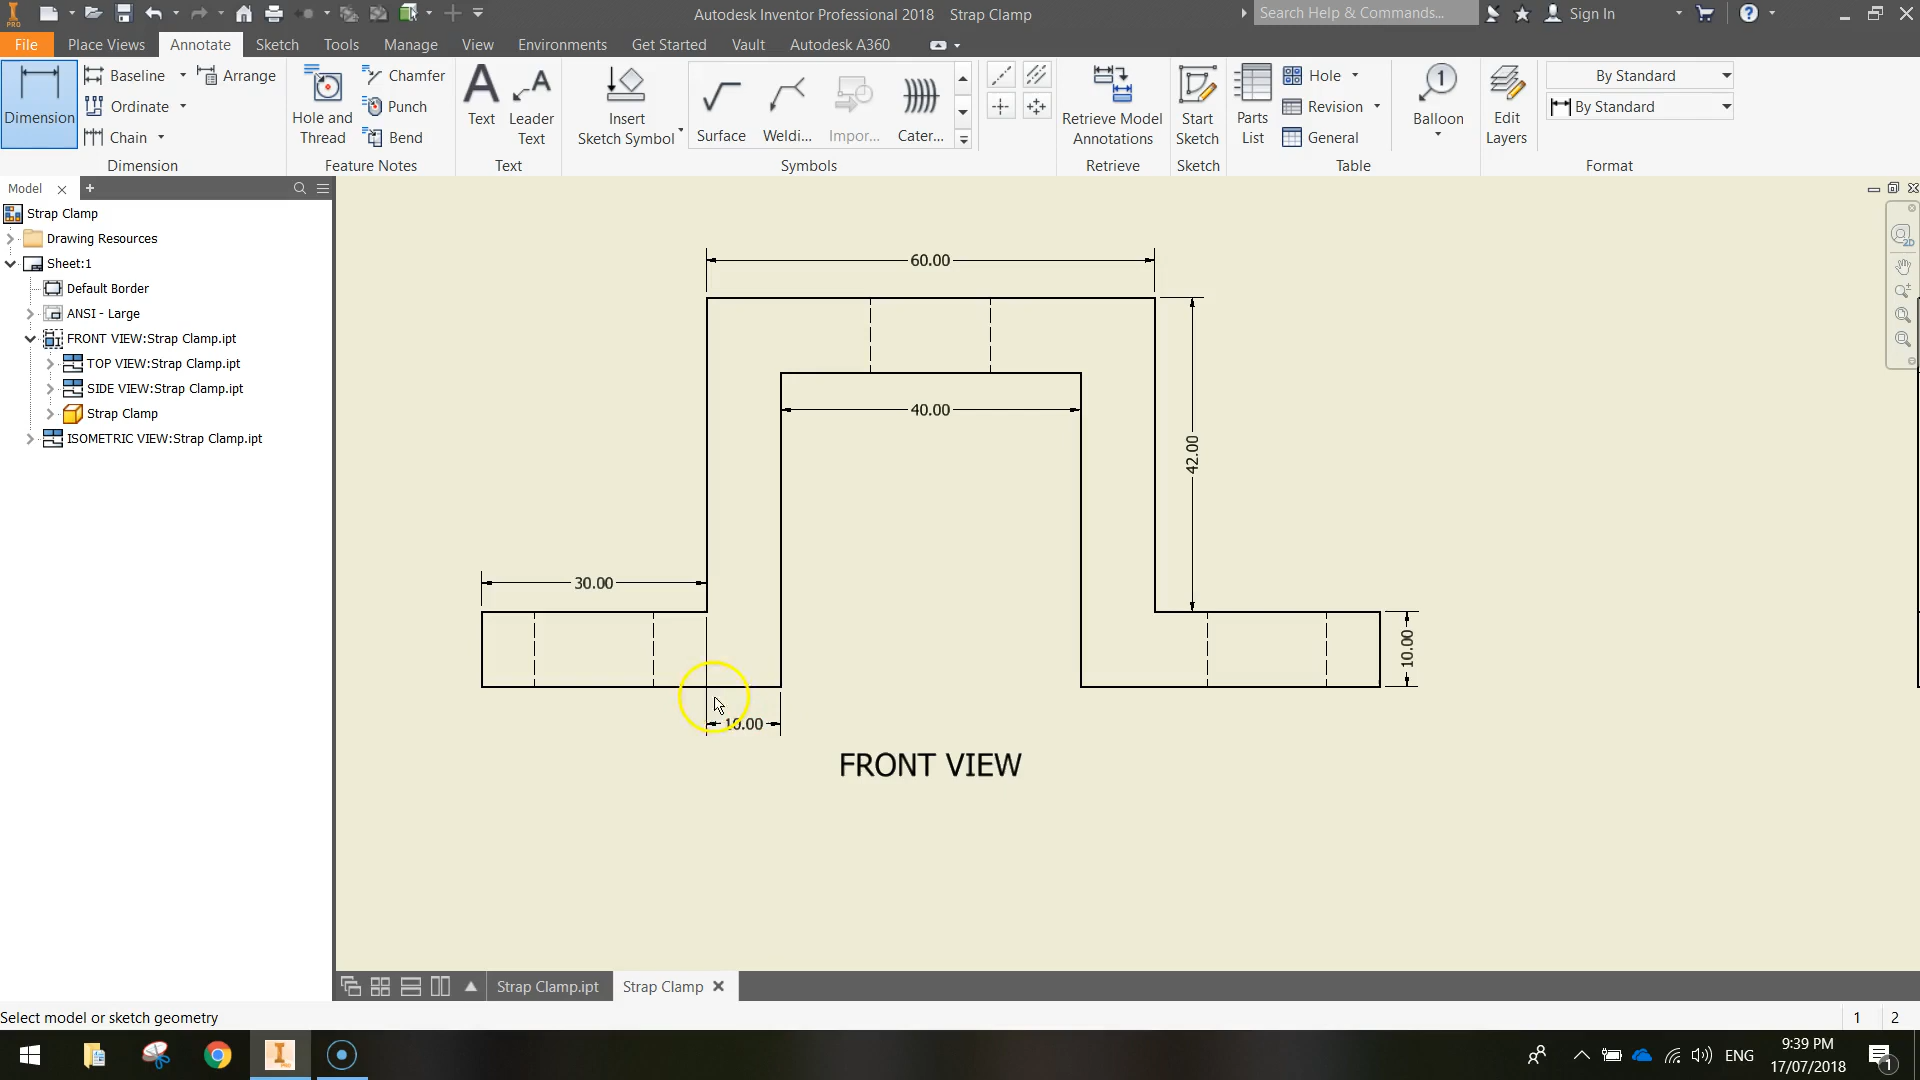 PRO
Autodesk Inventor Professional 2018 Strap Clamp
Search Help & Commands...
Sign In
File Place Views Annotate Sketch Tools Manage View Environments Get Started Vault Autodesk A360
Dimension
Baseline
Arrange
Ordinate
Chain
Dimension
Hole and Thread
Chamfer
Punch
Bend
Feature Notes
Text
Leader Text
Text
Insert Sketch Symbol
Surface
Weldi...
Impor...
Cater...
Symbols
Retrieve Model Annotations
Retrieve
Start Sketch
Sketch
Parts List
Hole
Revision
General
Table
Balloon
Edit Layers
By Standard
By Standard
Format
Model
Strap Clamp
Drawing Resources
Sheet:1
Default Border
ANSI - Large
FRONT VIEW:Strap Clamp.ipt
TOP VIEW:Strap Clamp.ipt
SIDE VIEW:Strap Clamp.ipt
Strap Clamp
ISOMETRIC VIEW:Strap Clamp.ipt
60.00
40.00
42.00
30.00
10.00
10.00
FRONT VIEW
Strap Clamp.ipt
Strap Clamp
Select model or sketch geometry
1 2
ENG
9:39 PM
17/07/2018
1